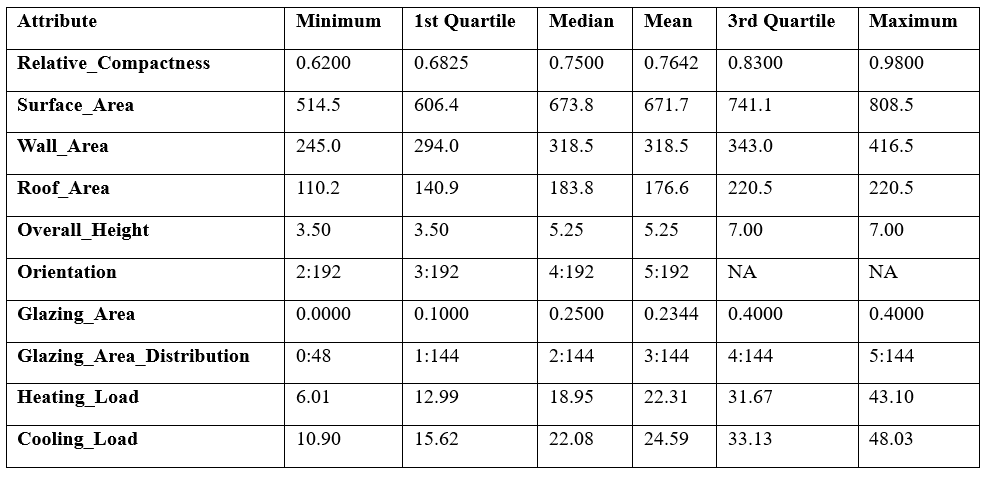 Attribute Minimum 1st Quartile Median Mean 3rd Quartile Maximum
Relative_Compactness 0.6200 0.6825 0.7500 0.7642 0.8300 0.9800
Surface_Area 514.5 606.4 673.8 671.7 741.1 808.5
Wall_Area 245.0 294.0 318.5 318.5 343.0 416.5
Roof_Area 110.2 140.9 183.8 176.6 220.5 220.5
Overall_Height 3.50 3.50 5.25 5.25 7.00 7.00
Orientation 2:192 3:192 4:192 5:192 NA NA
Glazing_Area 0.0000 0.1000 0.2500 0.2344 0.4000 0.4000
Glazing_Area_Distribution 0:48 1:144 2:144 3:144 4:144 5:144
Heating_Load 6.01 12.99 18.95 22.31 31.67 43.10
Cooling_Load 10.90 15.62 22.08 24.59 33.13 48.03